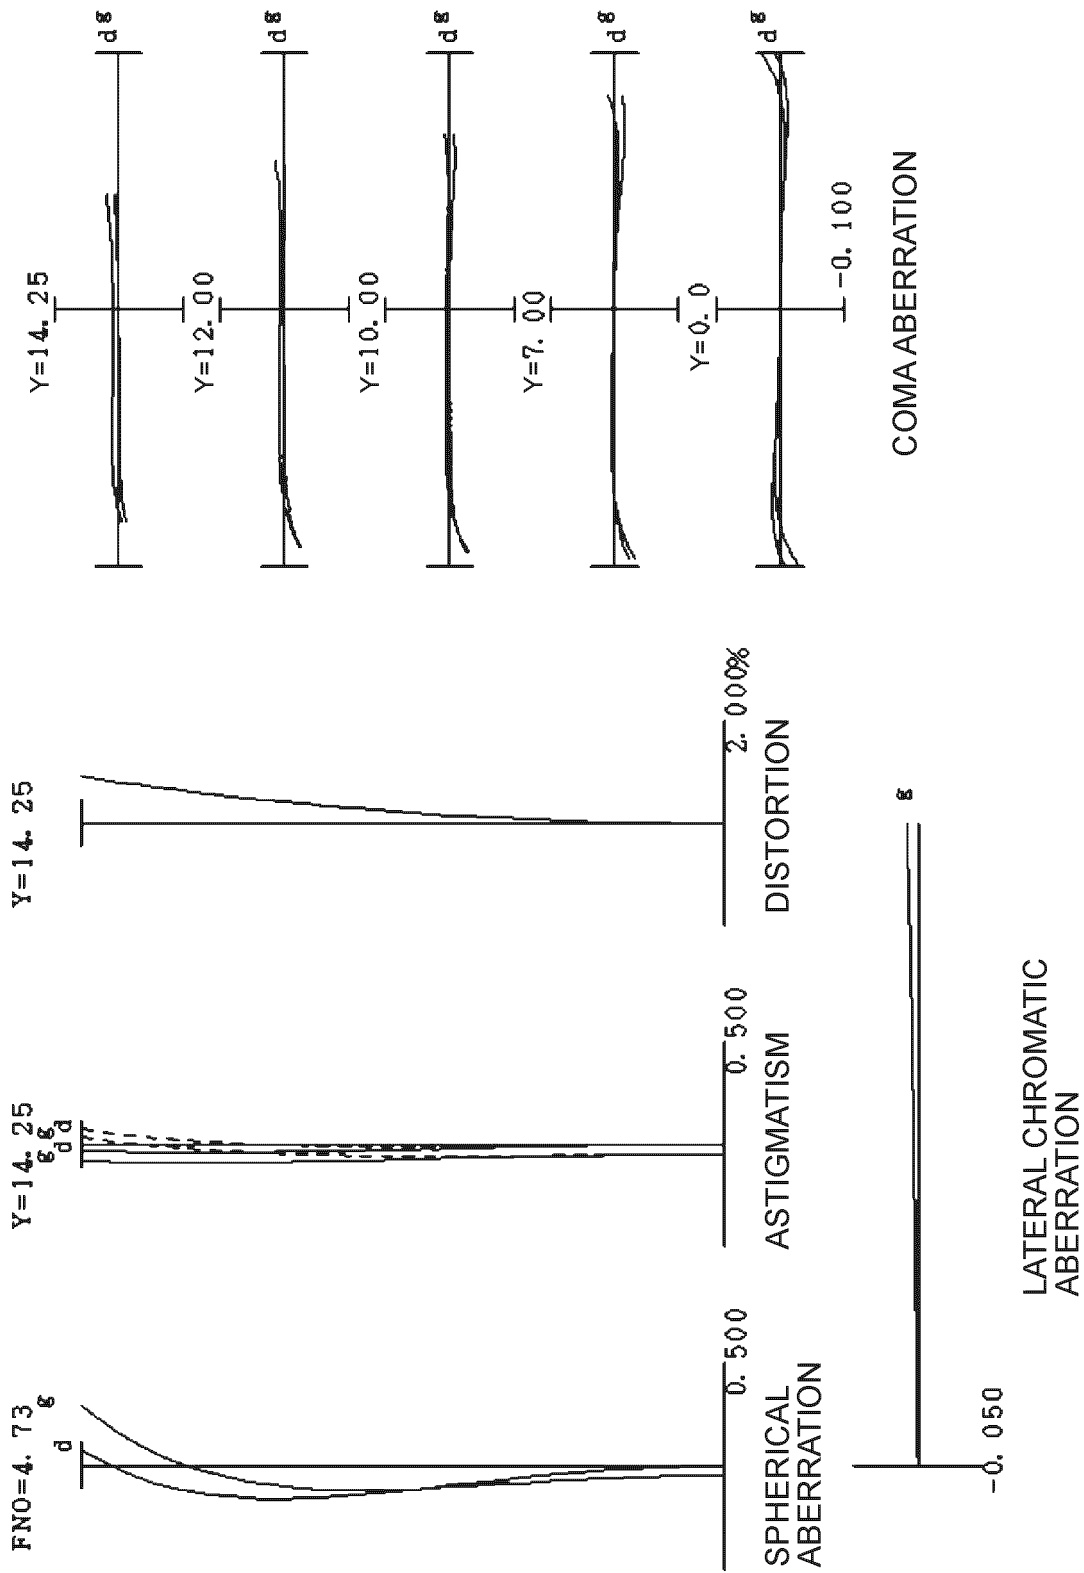 FNO=4. 73
d
g
0. 500
SPHERICAL
ABERRATION
Y=14. 25
g
d
g
d
0. 500
ASTIGMATISM
Y=14. 25
2. 000%
DISTORTION
Y=14. 25
d
g
Y=12. 00
d
g
Y=10. 00
d
g
Y=7. 00
d
g
Y=0. 0
d
g
-0. 100
COMA ABERRATION
g
-0. 050
LATERAL CHROMATIC
ABERRATION